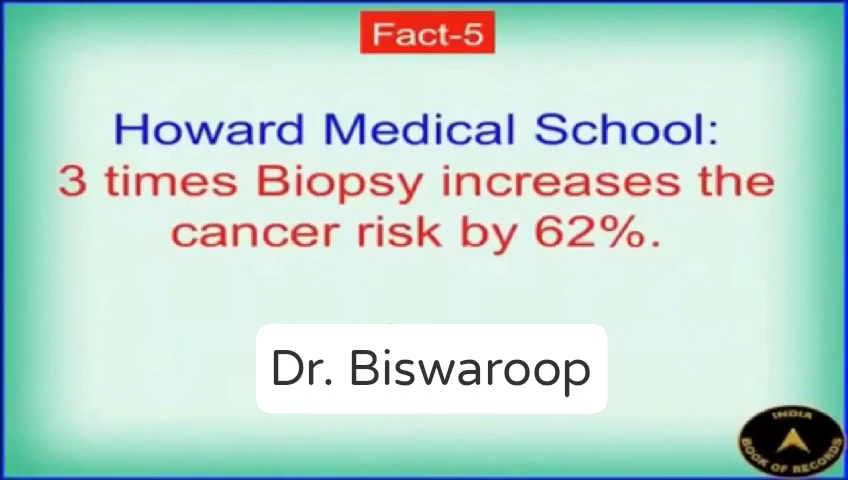 Fact-5
Howard Medical School:
3 times Biopsy increases the
cancer risk by 62%.
Dr. Biswaroop
INDIA
BOOK OF RECORDS